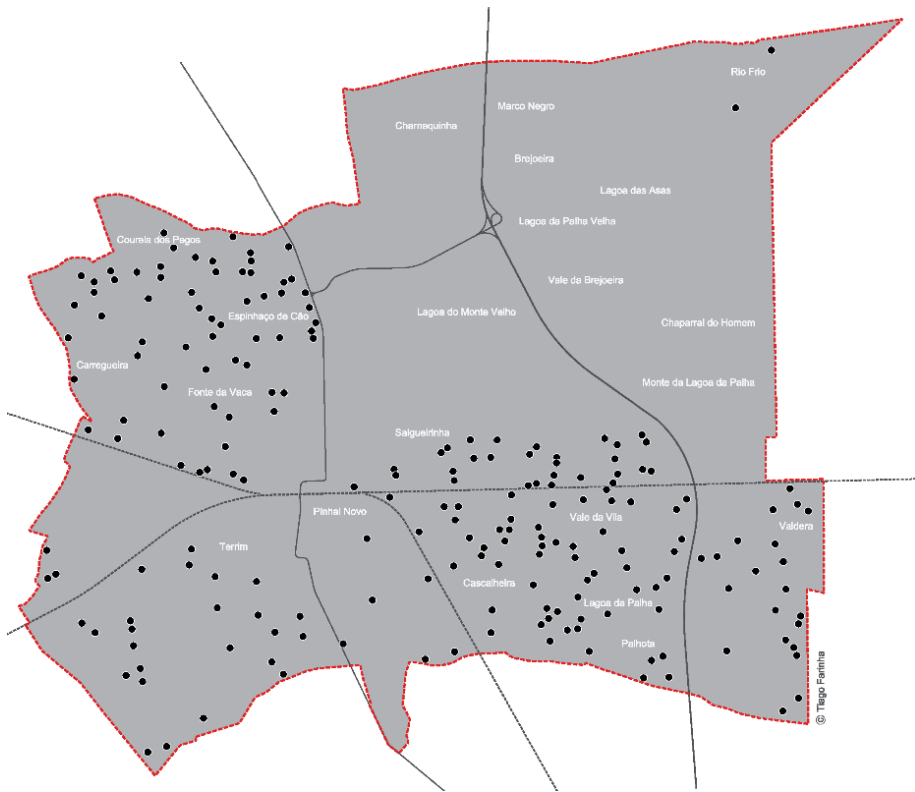 Rio Frio
Marco Negro
Charnaquinha
Brejoeira
Lagoa das Asas
Lagoa da Palha Velha
Courela dos Pegos
Vale da Brejoeira
Lagoa do Monte Velho
Espinhaço de Cão
Chaparral do Homem
Carregueira
Monte da Lagoa da Palha
Fonte da Vaca
Salgueirinha
Pinhal Novo
Vale da Vila
Valdera
Terrim
Cascalheira
Lagoa da Palha
Palhota
© Tiago Farinha